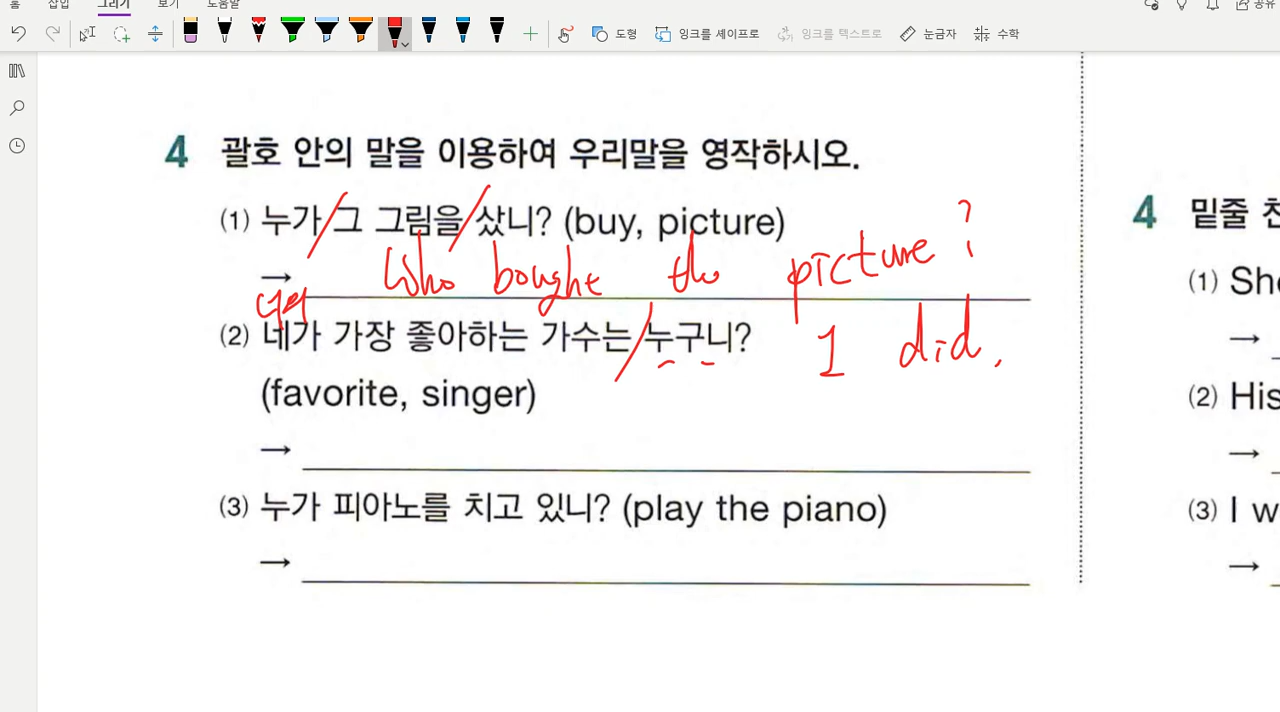 홈 삽입 그리기 보기 도움말 공유
도형 잉크를 셰이프로 잉크를 텍스트로 눈금자 수학
4 괄호 안의 말을 이용하여 우리말을 영작하시오.
(1) 누가 / 그 그림을 / 샀니? (buy, picture)
→ Who bought the picture?
(2) 네가 가장 좋아하는 가수는 / 누구니? I did.
(favorite, singer)
→
(3) 누가 피아노를 치고 있니? (play the piano)
→
4 밑줄 친
(1) She
→
(2) His
→
(3) I w
→